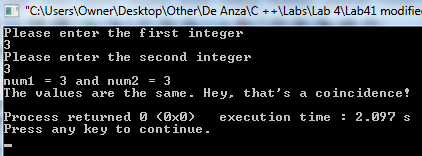 "C:\Users\Owner\Desktop\Other\De Anza\C ++\Labs\Lab 4\Lab41 modified
Please enter the first integer
3
Please enter the second integer
3
num1 = 3 and num2 = 3
The values are the same. Hey, that's a coincidence!
Process returned 0 (0x0)   execution time : 2.097 s
Press any key to continue.